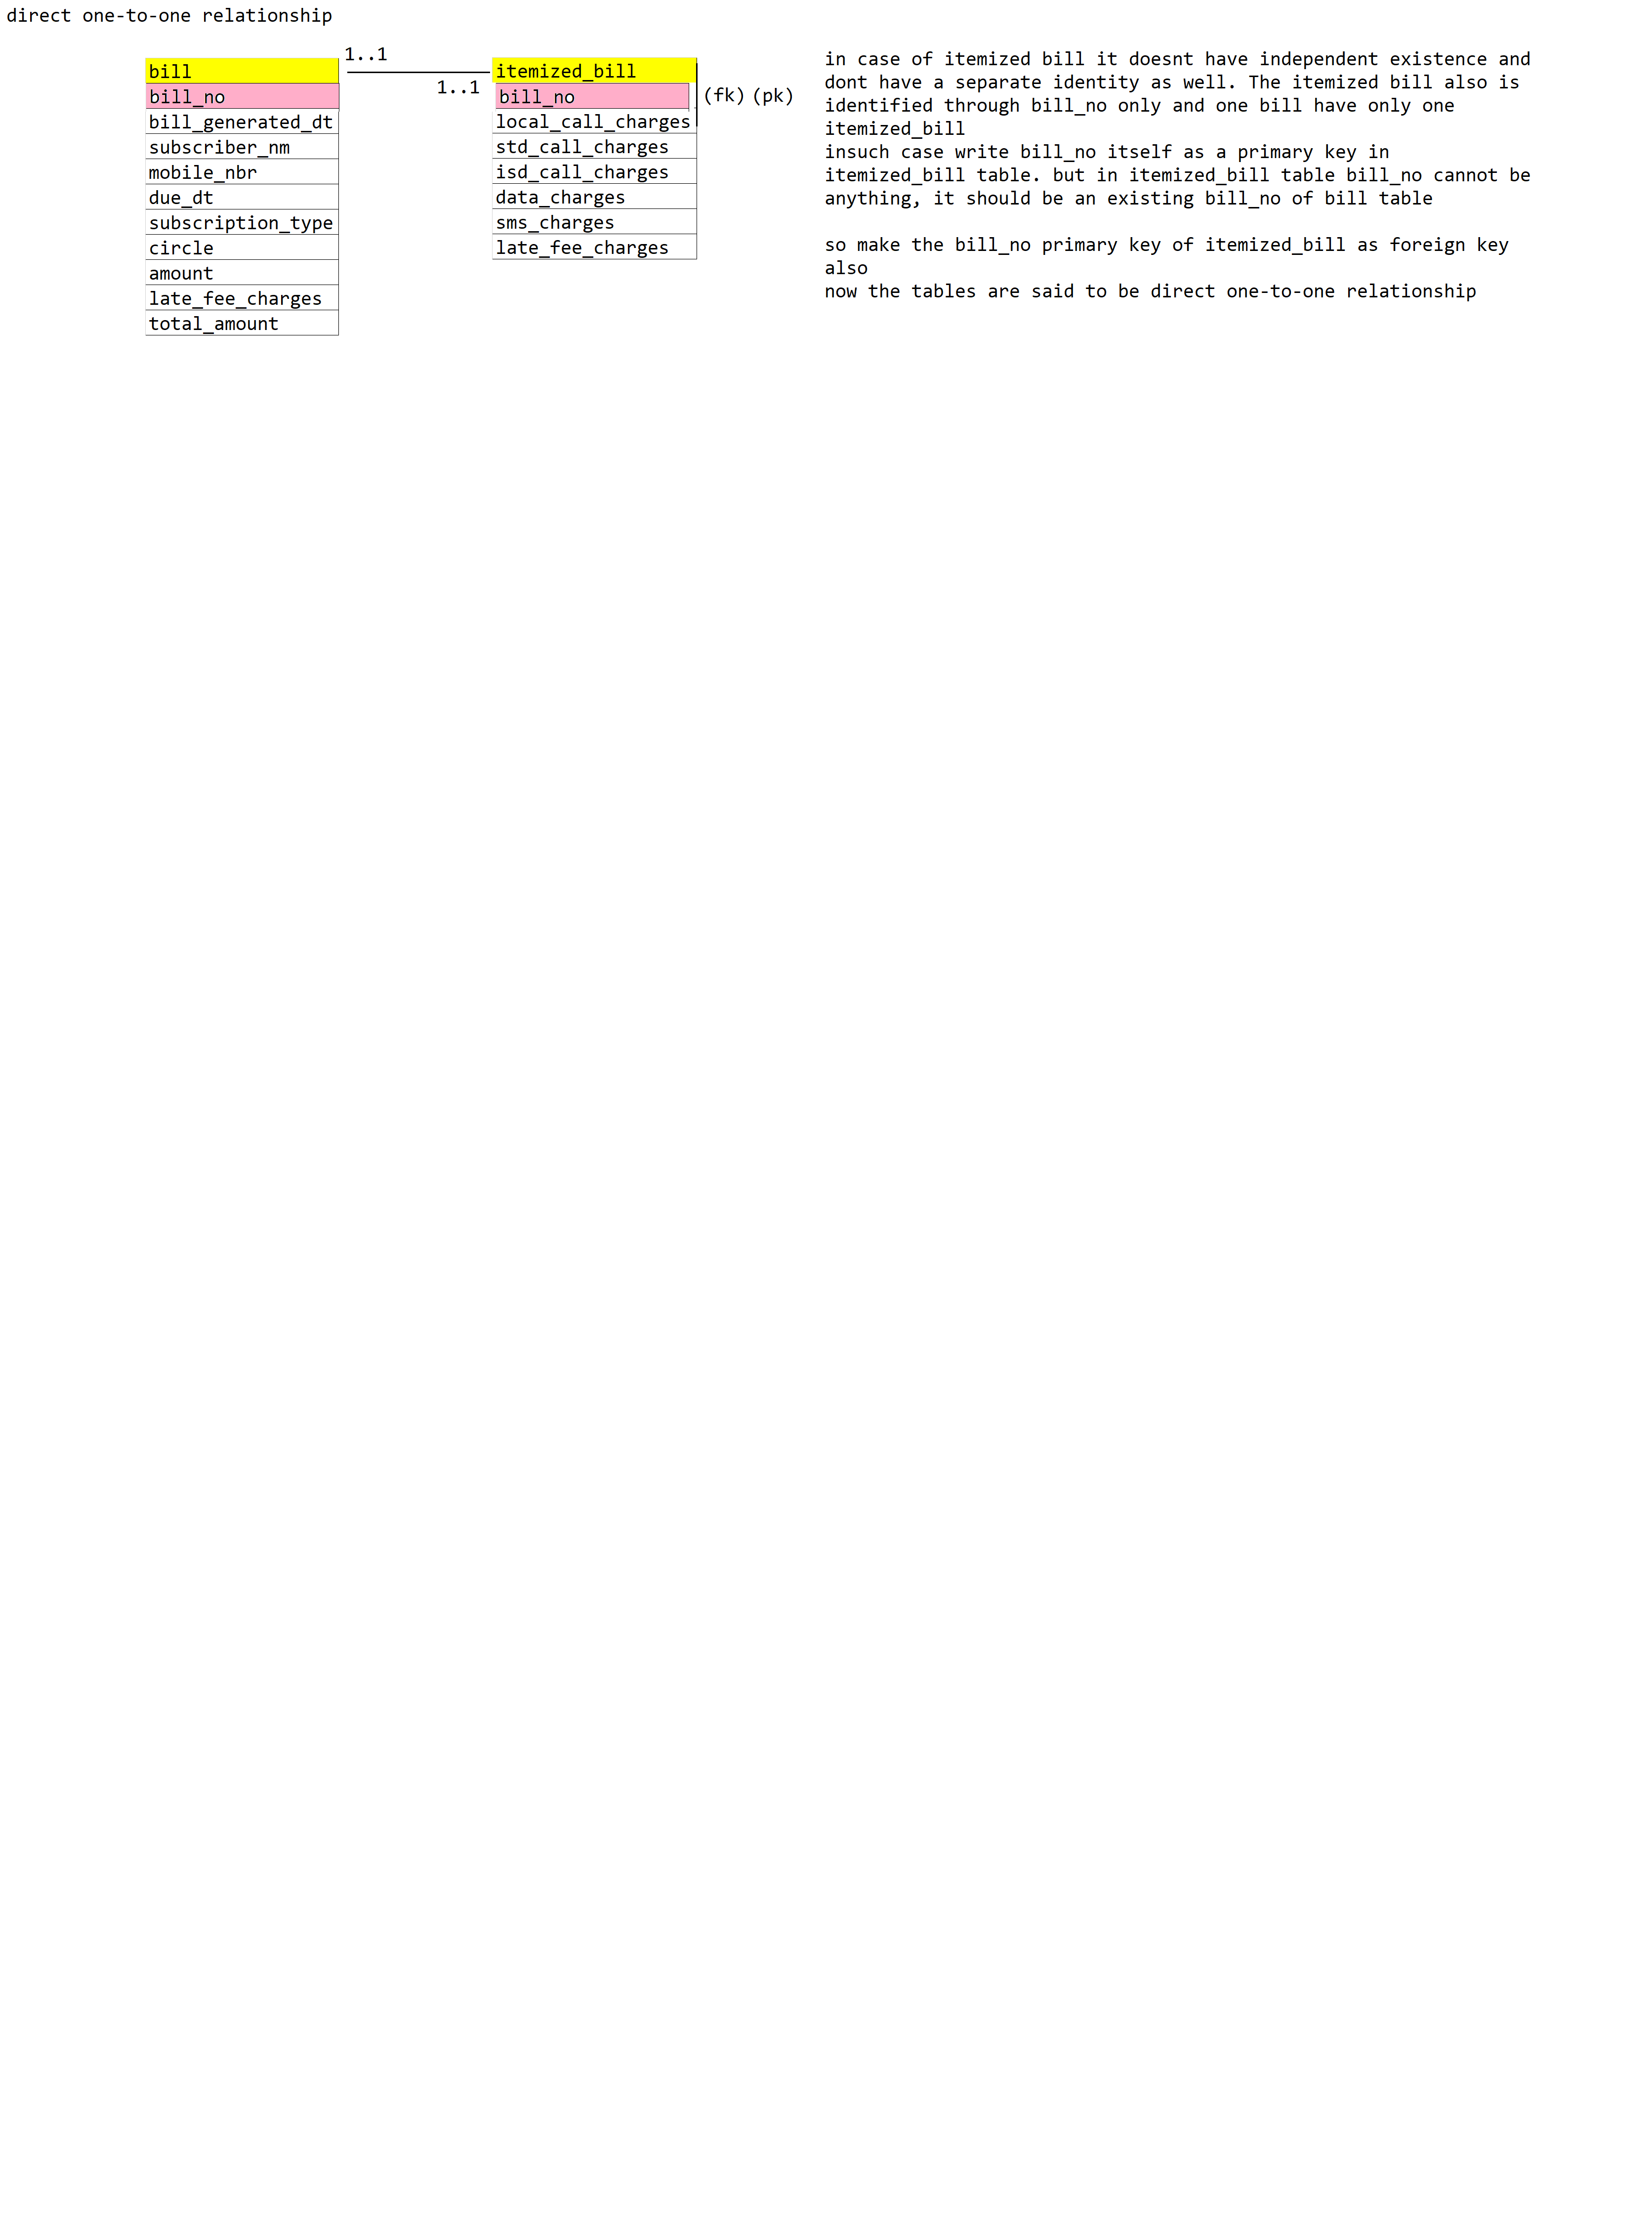 direct one-to-one relationship
1..1
1..1
bill
bill_no
bill_generated_dt
subscriber_nm
mobile_nbr
due_dt
subscription_type
circle
amount
late_fee_charges
total_amount
itemized_bill
bill_no
(fk) (pk)
local_call_charges
std_call_charges
isd_call_charges
data_charges
sms_charges
late_fee_charges
in case of itemized bill it doesnt have independent existence and
dont have a separate identity as well. The itemized bill also is
identified through bill_no only and one bill have only one
itemized_bill
insuch case write bill_no itself as a primary key in
itemized_bill table. but in itemized_bill table bill_no cannot be
anything, it should be an existing bill_no of bill table
so make the bill_no primary key of itemized_bill as foreign key
also
now the tables are said to be direct one-to-one relationship